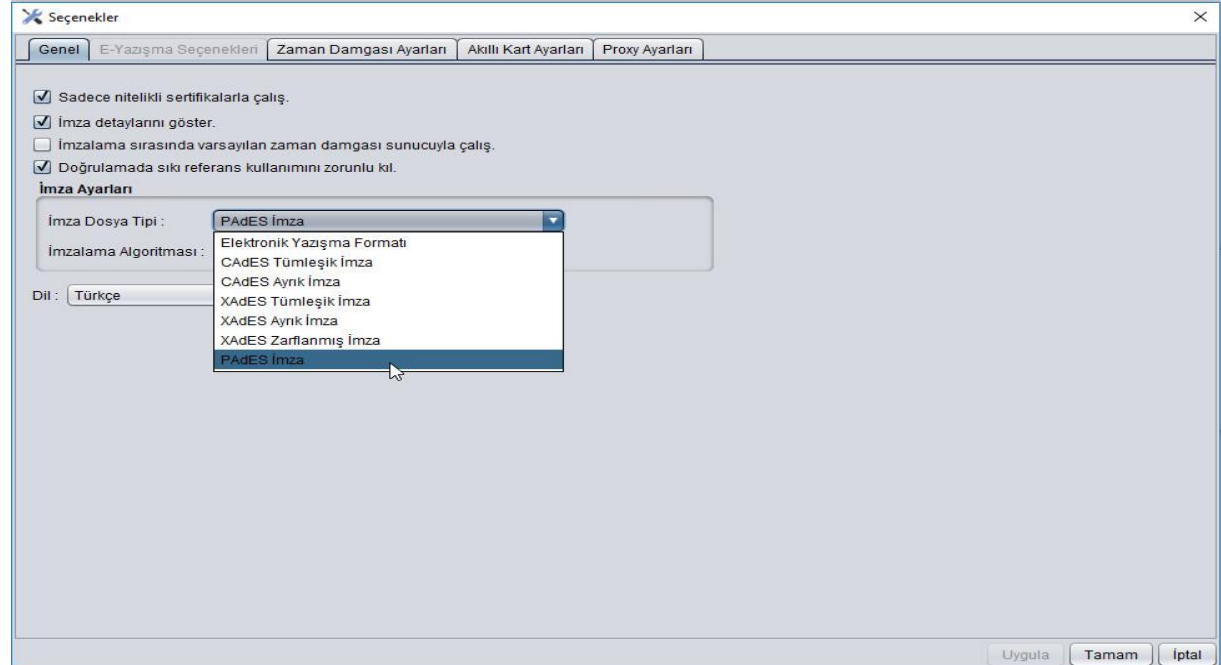 Seçenekler
Genel E-Yazışma Seçenekleri Zaman Damgası Ayarları Akıllı Kart Ayarları Proxy Ayarları
Sadece nitelikli sertifikalarla çalış.
İmza detaylarını göster.
İmzalama sırasında varsayılan zaman damgası sunucuyla çalış.
Doğrulamada sıkı referans kullanımını zorunlu kıl.
İmza Ayarları
İmza Dosya Tipi : PAdES İmza
Elektronik Yazışma Formatı
İmzalama Algoritması :
CAdES Tümleşik İmza
CAdES Ayrık İmza
Dil : Türkçe
XAdES Tümleşik İmza
XAdES Ayrık İmza
XAdES Zarflanmış İmza
PAdES İmza
Uygula Tamam İptal